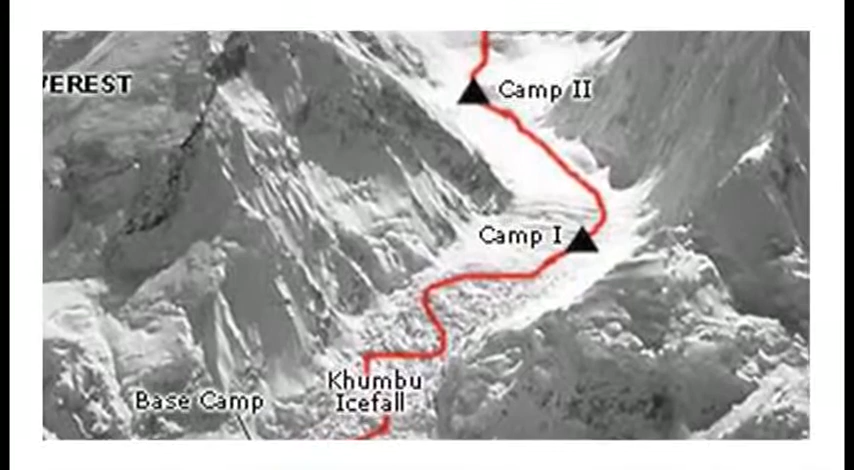 VEREST
Camp II
Camp I
Khumbu
Icefall
Base Camp